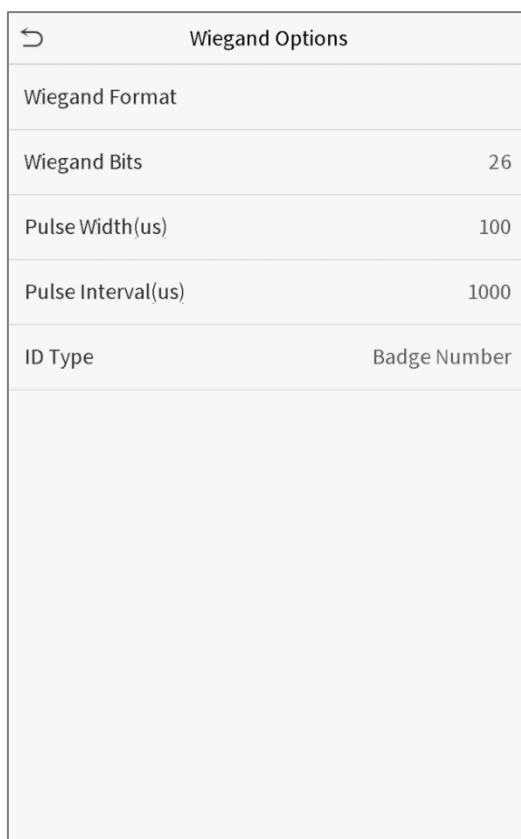 Wiegand Options
Wiegand Format
Wiegand Bits 26
Pulse Width(us) 100
Pulse Interval(us) 1000
ID Type Badge Number